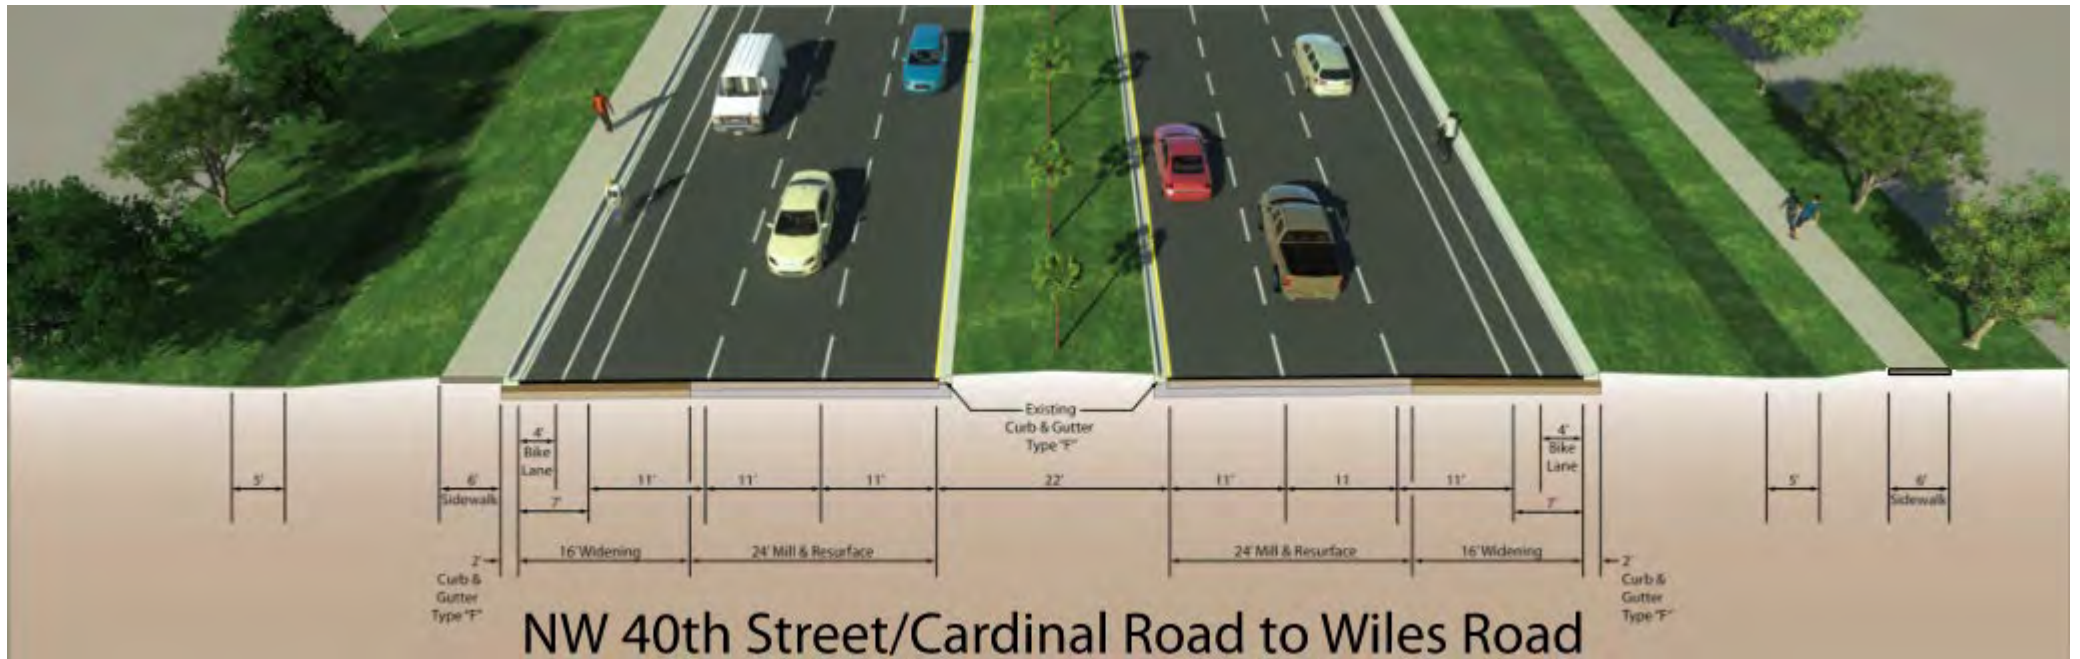 Existing
Curb & Gutter
Type "F"
4'
Bike
Lane
4'
Bike
Lane
5'
6'
Sidewalk
11'
11'
11'
22'
11'
11
11'
5'
6'
Sidewalk
7'
7'
16' Widening
24' Mill & Resurface
24' Mill & Resurface
16' Widening
2'
Curb &
Gutter
Type "F"
2'
Curb &
Gutter
Type "F"
NW 40th Street/Cardinal Road to Wiles Road